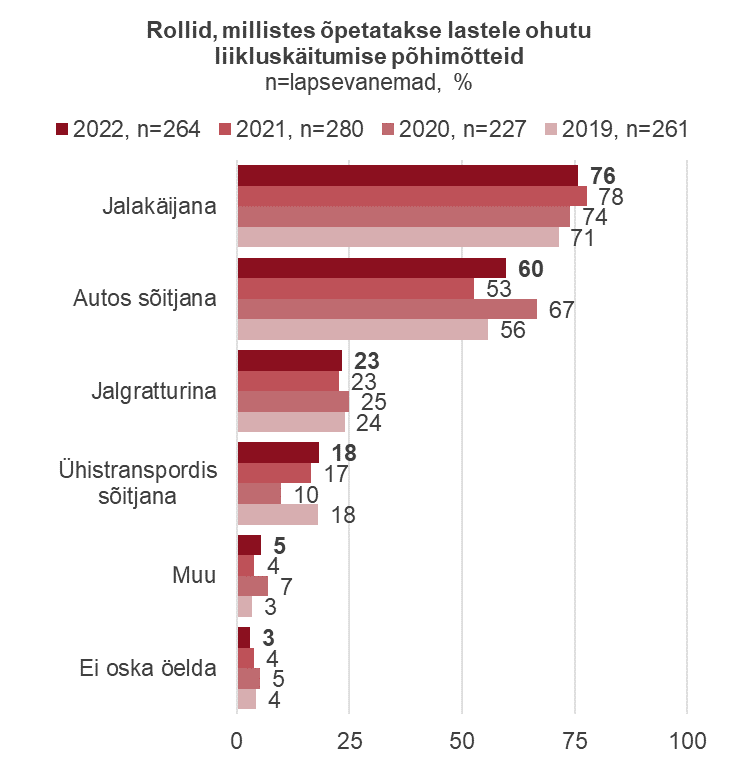 Rollid, millistes õpetatakse lastele ohutu
liikluskäitumise põhimõtteid
n=lapsevanemad, %
2022, n=264 2021, n=280 2020, n=227 2019, n=261
Jalakäijana
76
78
74
71
Autos sõitjana
60
53
67
56
Jalgratturina
23
23
25
24
Ühistranspordis
sõitjana
18
17
10
18
Muu
5
4
7
3
Ei oska öelda
3
4
5
4
0 25 50 75 100